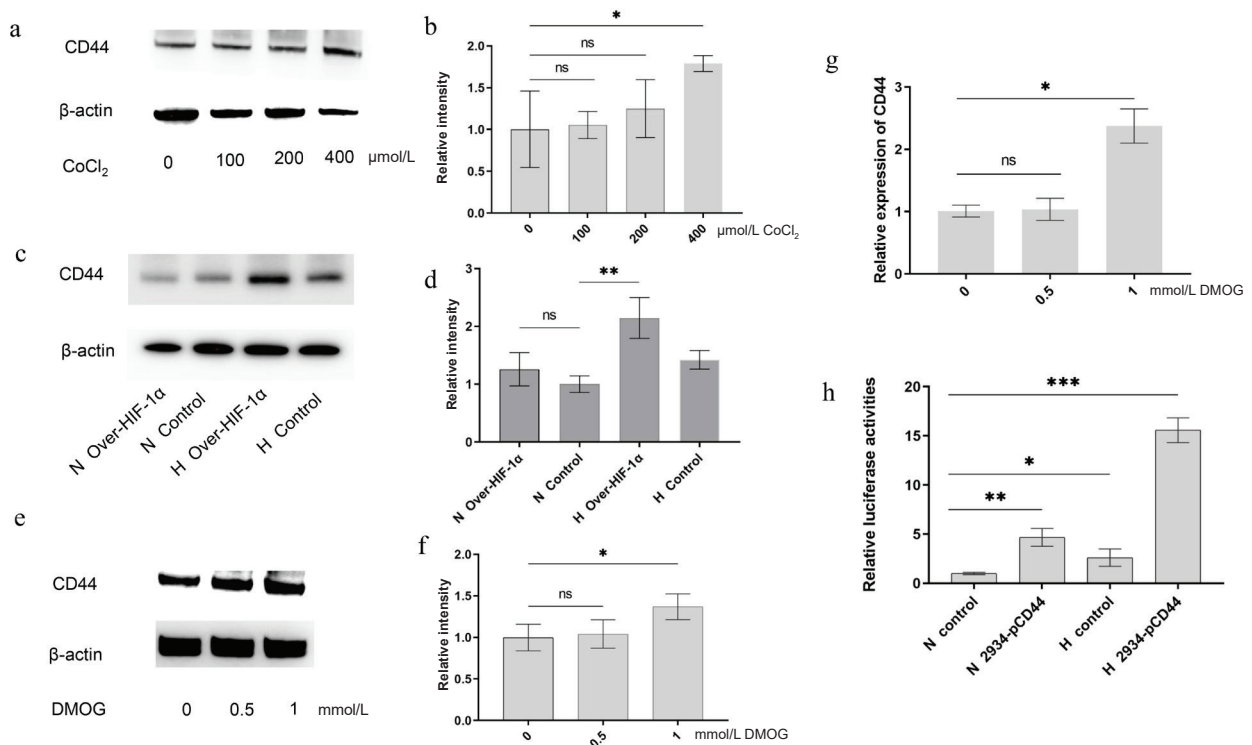 a
CD44
β-actin
CoCl2
0
100
200
400
μmol/L
b
Relative intensity
2.0
1.5
1.0
0.5
0.0
*
ns
ns
0
100
200
400
μmol/L CoCl2
c
CD44
β-actin
N Over-HIF-1α
N Control
H Over-HIF-1α
H Control
d
Relative intensity
3
2
1
0
ns
**
N Over-HIF-1α
N Control
H Over-HIF-1α
H Control
e
CD44
β-actin
DMOG
0
0.5
1
mmol/L
f
Relative intensity
2.0
1.5
1.0
0.5
0.0
*
ns
0
0.5
1
mmol/L DMOG
g
Relative expression of CD44
4
3
2
1
0
*
ns
0
0.5
1
mmol/L DMOG
h
Relative luciferase activities
20
15
10
5
0
***
*
**
N control
N 2934-pCD44
H control
H 2934-pCD44